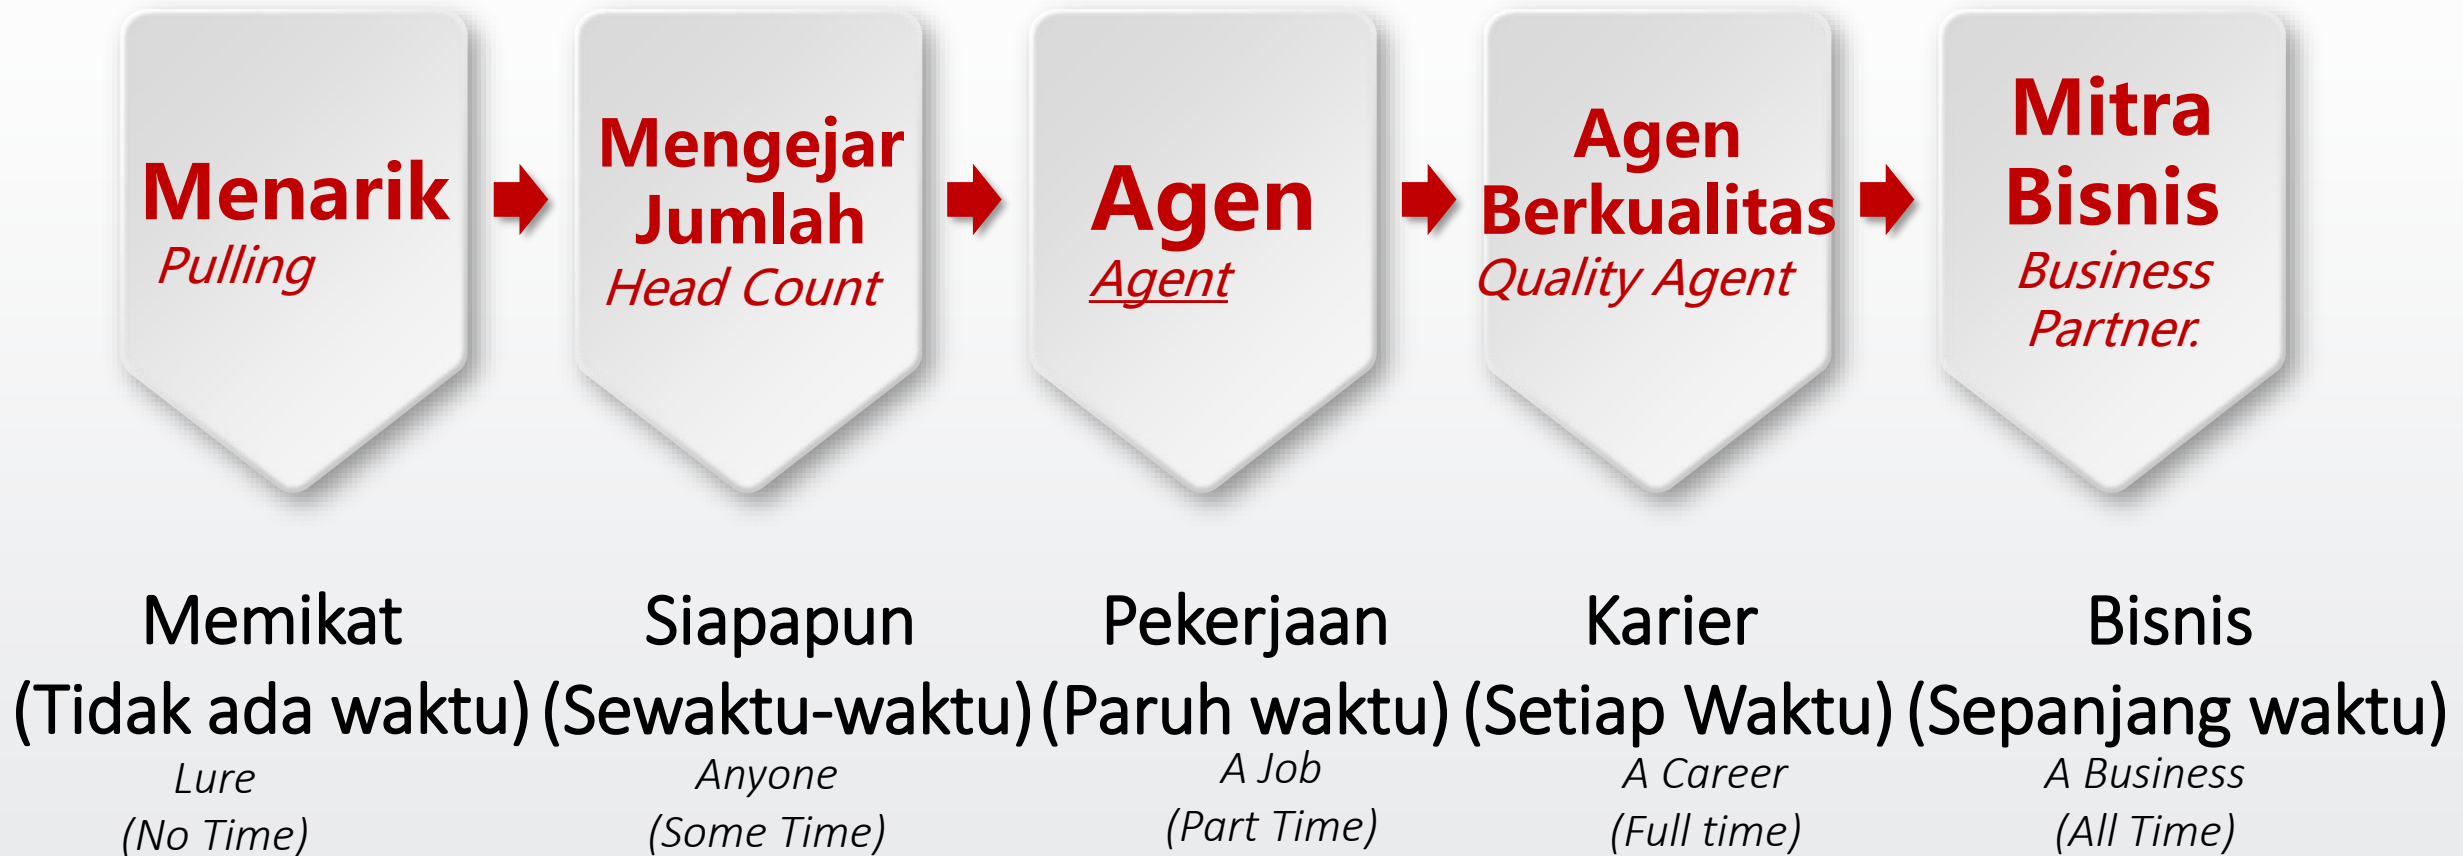 Menarik
Pulling
Mengejar
Jumlah
Head Count
Agen
Agent
Agen
Berkualitas
Quality Agent
Mitra
Bisnis
Business
Partner.
Memikat
(Tidak ada waktu)
Lure
(No Time)
Siapapun
(Sewaktu-waktu)
Anyone
(Some Time)
Pekerjaan
(Paruh waktu)
A Job
(Part Time)
Karier
(Setiap Waktu)
A Career
(Full time)
Bisnis
(Sepanjang waktu)
A Business
(All Time)